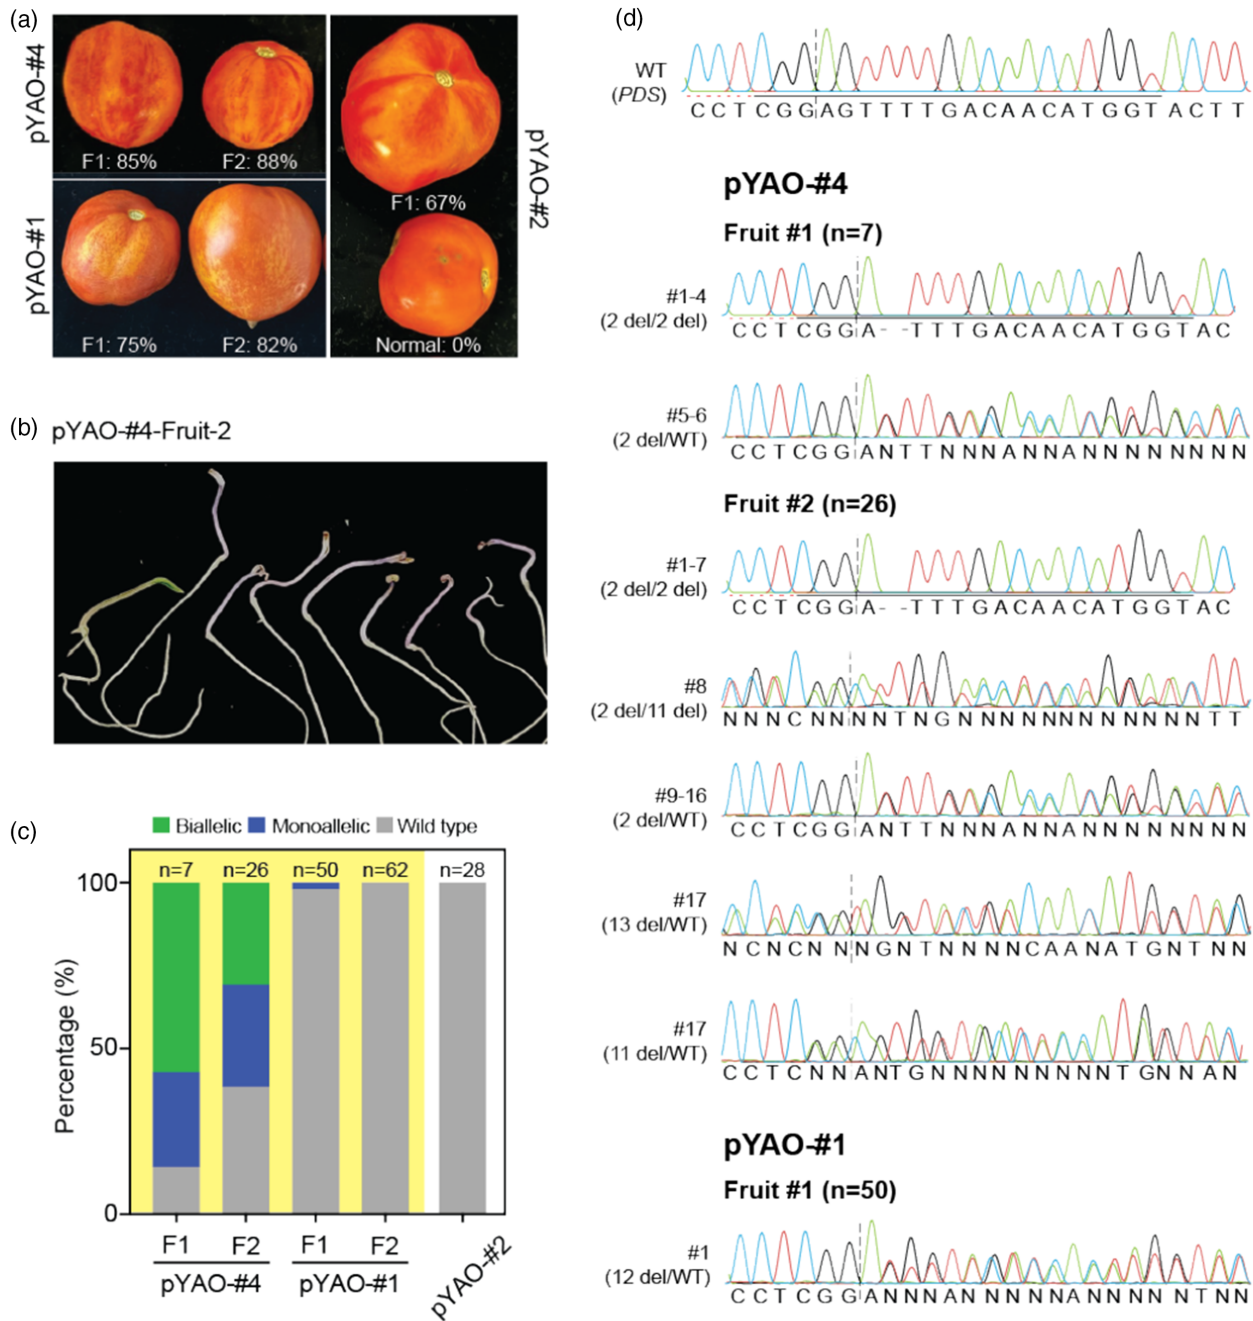 (a)
pYAO-#4
F1: 85%
F2: 88%
pYAO-#1
F1: 75%
F2: 82%
F1: 67%
Normal: 0%
pYAO-#2
(b) pYAO-#4-Fruit-2
(c)
Biallelic Monoallelic Wild type
n=7 n=26 n=50 n=62 n=28
100
50
0
Percentage (%)
F1 F2 F1 F2
pYAO-#4 pYAO-#1 pYAO-#2
(d)
WT
(PDS)
C C T C G G A G T T T T G A C A A C A T G G T A C T T
pYAO-#4
Fruit #1 (n=7)
#1-4
(2 del/2 del)
C C T C G G A - - T T T G A C A A C A T G G T A C
#5-6
(2 del/WT)
C C T C G G A N T T N N N A N N A N N N N N N N N
Fruit #2 (n=26)
#1-7
(2 del/2 del)
C C T C G G A - - T T T G A C A A C A T G G T A C
#8
(2 del/11 del)
N N N C N N N N T N G N N N N N N N N N N N N T T
#9-16
(2 del/WT)
C C T C G G A N T T N N N A N N A N N N N N N N N
#17
(13 del/WT)
N C N C N N N G N T N N N N C A A N A T G N T N N
#17
(11 del/WT)
C C T C N N A N T G N N N N N N N N N T G N N A N
pYAO-#1
Fruit #1 (n=50)
#1
(12 del/WT)
C C T C G G A N N N A N N N N N A N N N N N T N N